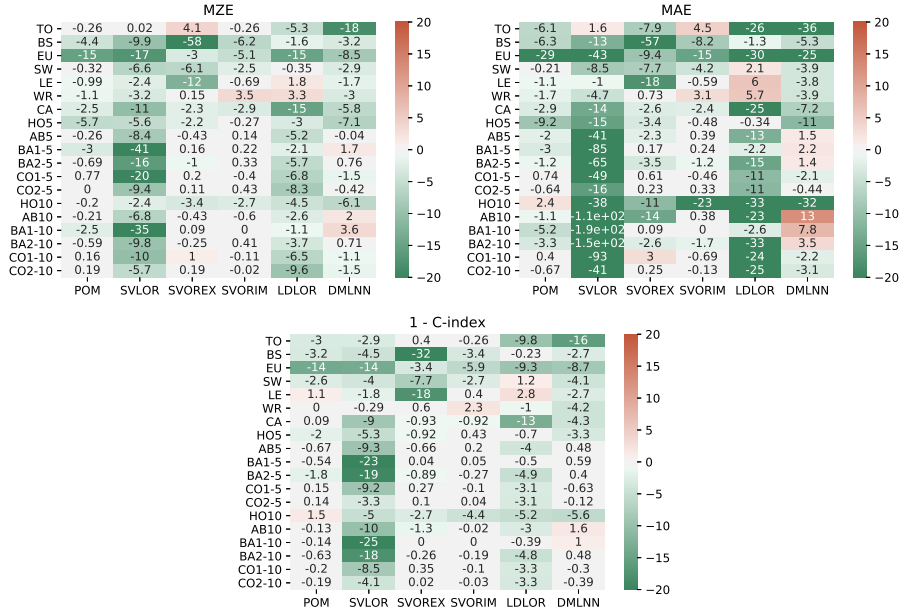 MZE
TO -0.26 0.02 4.1 -0.26 -5.3 -18
BS -4.4 -9.9 -58 -6.2 -1.6 -3.2
EU -15 -17 -3 -5.1 -15 -8.5
SW -0.32 -6.6 -6.1 -2.5 -0.35 -2.9
LE -0.99 -2.4 -12 -0.69 1.8 -1.7
WR -1.1 -3.2 0.15 3.5 3.3 -3
CA -2.5 -11 -2.3 -2.9 -15 -5.8
HO5 -5.7 -5.6 -2.2 -0.27 -3 -7.1
AB5 -0.26 -8.4 -0.43 0.14 -5.2 -0.04
BA1-5 -3 -41 0.16 0.22 -2.1 1.7
BA2-5 -0.69 -16 -1 0.33 -5.7 0.76
CO1-5 0.77 -20 0.2 -0.4 -6.8 -1.5
CO2-5 0 -9.4 0.11 0.43 -8.3 -0.42
HO10 -0.2 -2.4 -3.4 -2.7 -4.5 -6.1
AB10 -0.21 -6.8 -0.43 -0.6 -2.6 2
BA1-10 -2.5 -35 0.09 0 -1.1 3.6
BA2-10 -0.59 -9.8 -0.25 0.41 -3.7 0.71
CO1-10 0.16 -10 1 -0.11 -6.5 -1.1
CO2-10 0.19 -5.7 0.19 -0.02 -9.6 -1.5
POM SVLOR SVOREX SVORIM LDLOR DMLNN
20
15
10
5
0
−5
−10
−15
−20
MAE
TO -6.1 1.6 -7.9 4.5 -26 -36
BS -6.3 -13 -57 -8.2 -1.3 -5.3
EU -29 -43 -9.4 -15 -30 -25
SW -0.21 -8.5 -7.7 -4.2 2.1 -3.9
LE -1 -1 -18 -0.59 6 -3.8
WR -1.7 -4.7 0.73 3.1 5.7 -3.9
CA -2.9 -14 -2.6 -2.4 -25 -7.2
HO5 -9.2 -15 -3.4 -0.48 -0.34 -11
AB5 -2 -41 -2.3 0.39 -13 1.5
BA1-5 -5 -85 0.17 0.24 -2.2 2.2
BA2-5 -1.2 -65 -3.5 -1.2 -15 1.4
CO1-5 0.74 -49 0.61 -0.46 -11 -2.1
CO2-5 -0.64 -16 0.23 0.33 -11 -0.44
HO10 2.4 -38 -11 -23 -33 -32
AB10 -1.1 -1.1e+02 -14 0.38 -23 13
BA1-10 -5.2 -1.9e+02 0.09 0 -2.6 7.8
BA2-10 -3.3 -1.5e+02 -2.6 -1.7 -33 3.5
CO1-10 0.4 -93 3 -0.69 -24 -2.2
CO2-10 -0.67 -41 0.25 -0.13 -25 -3.1
POM SVLOR SVOREX SVORIM LDLOR DMLNN
20
15
10
5
0
−5
−10
−15
−20
1 - C-index
TO -3 -2.9 0.4 -0.26 -9.8 -16
BS -3.2 -4.5 -32 -3.4 -0.23 -2.7
EU -14 -14 -3.4 -5.9 -9.3 -8.7
SW -2.6 -4 -7.7 -2.7 1.2 -4.1
LE 1.1 -1.8 -18 0.4 2.8 -2.7
WR 0 -0.29 0.6 2.3 -1 -4.2
CA 0.09 -9 -0.93 -0.92 -13 -4.3
HO5 -2 -5.3 -0.92 0.43 -0.7 -3.3
AB5 -0.67 -9.3 -0.66 0.2 -4 0.48
BA1-5 -0.54 -23 0.04 0.05 -0.5 0.59
BA2-5 -1.8 -19 -0.89 -0.27 -4.9 0.4
CO1-5 0.15 -9.2 0.27 -0.1 -3.1 -0.63
CO2-5 0.14 -3.3 0.1 0.04 -3.1 -0.12
HO10 1.5 -5 -2.7 -4.4 -5.2 -5.6
AB10 -0.13 -10 -1.3 -0.02 -3 1.6
BA1-10 -0.14 -25 0 0 -0.39 1
BA2-10 -0.63 -18 -0.26 -0.19 -4.8 0.48
CO1-10 -0.2 -8.5 0.35 -0.1 -3.3 -0.3
CO2-10 -0.19 -4.1 0.02 -0.03 -3.3 -0.39
POM SVLOR SVOREX SVORIM LDLOR DMLNN
20
15
10
5
0
−5
−10
−15
−20